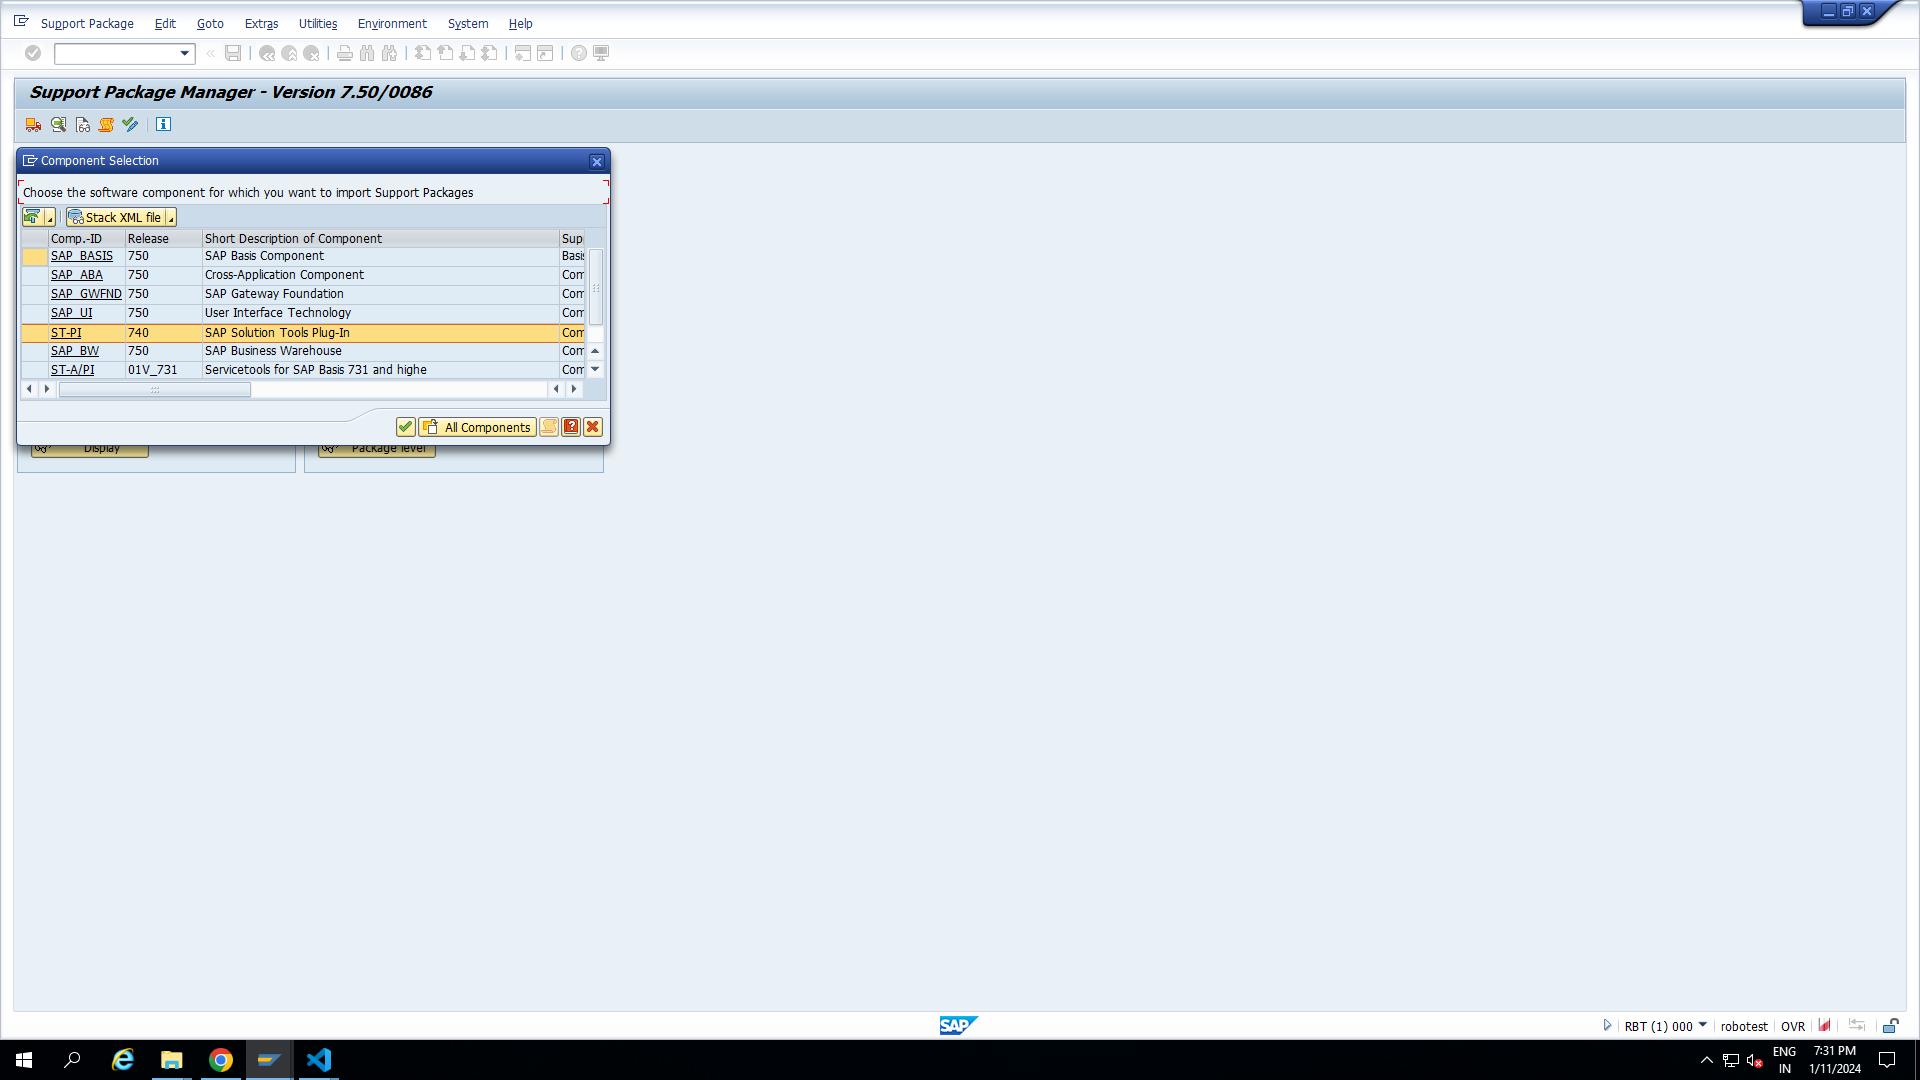 Support Package Edit Goto Extras Utilities Environment System Help
Support Package Manager - Version 7.50/0086
Component Selection
Choose the software component for which you want to import Support Packages
Stack XML file
Comp.-ID Release Short Description of Component Sup
SAP_BASIS 750 SAP Basis Component Basis
SAP_ABA 750 Cross-Application Component Com
SAP_GWFND 750 SAP Gateway Foundation Com
SAP_UI 750 User Interface Technology Com
ST-PI 740 SAP Solution Tools Plug-In Com
SAP_BW 750 SAP Business Warehouse Com
ST-A/PI 01V_731 Servicetools for SAP Basis 731 and highe Com
All Components
Display Package level
SAP
RBT (1) 000 robotest OVR
ENG 7:31 PM
IN 1/11/2024